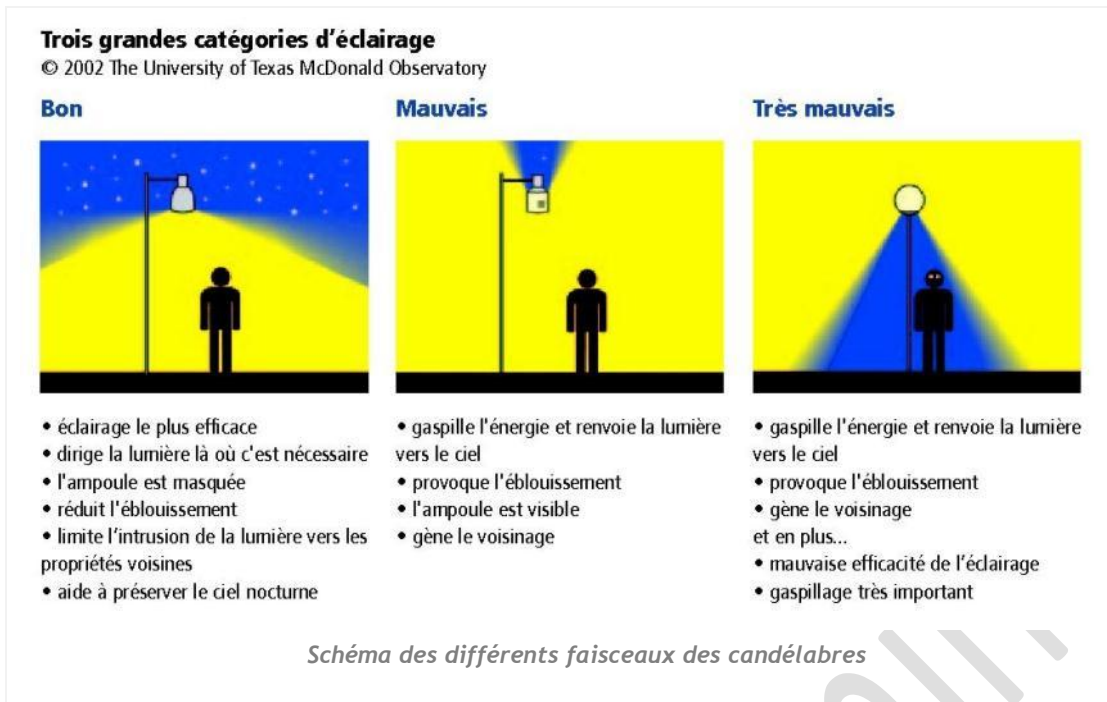 Trois grandes catégories d'éclairage
© 2002 The University of Texas McDonald Observatory
Bon
• éclairage le plus efficace
• dirige la lumière là où c'est nécessaire
• l'ampoule est masquée
• réduit l'éblouissement
• limite l'intrusion de la lumière vers les
propriétés voisines
• aide à préserver le ciel nocturne
Mauvais
• gaspille l'énergie et renvoie la lumière
vers le ciel
• provoque l'éblouissement
• l'ampoule est visible
• gène le voisinage
Très mauvais
• gaspille l'énergie et renvoie la lumière
vers le ciel
• provoque l'éblouissement
• gène le voisinage
et en plus...
• mauvaise efficacité de l'éclairage
• gaspillage très important
Schéma des différents faisceaux des candélabres